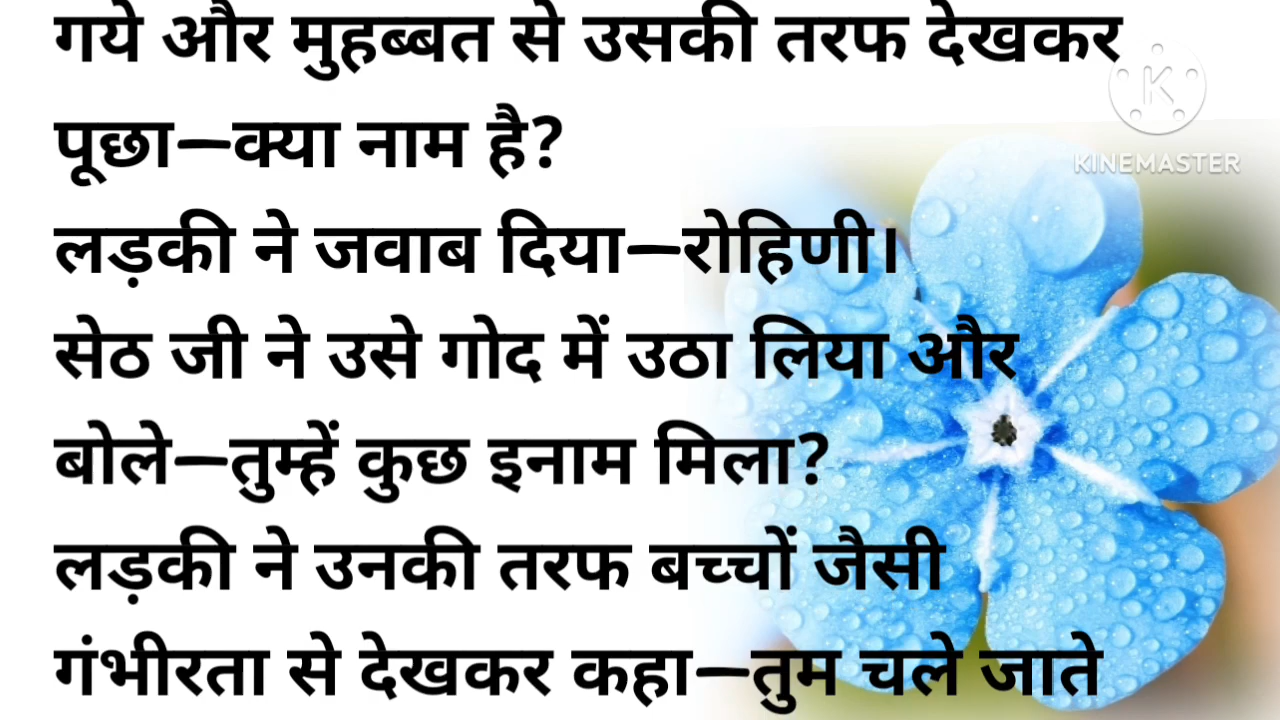 गये और मुहब्बत से उसकी तरफ देखकर
KINEMASTER
पूछा—क्या नाम है?
लड़की ने जवाब दिया—रोहिणी।
सेठ जी ने उसे गोद में उठा लिया और
बोले—तुम्हें कुछ इनाम मिला?
लड़की ने उनकी तरफ बच्चों जैसी
गंभीरता से देखकर कहा—तुम चले जाते